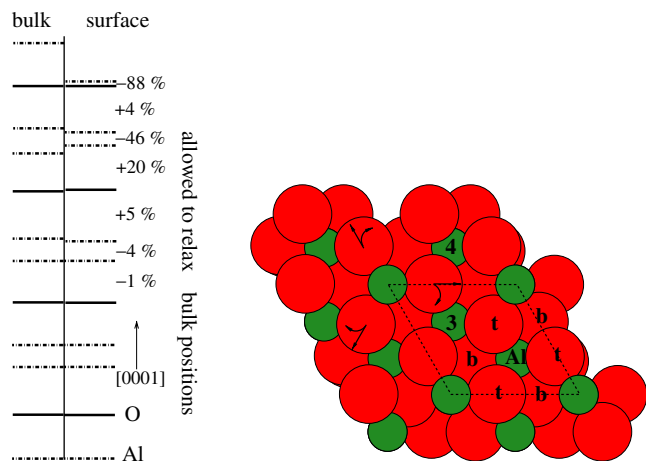 bulk surface
−88 %
+4 %
−46 %
+20 %
+5 %
−4 %
−1 %
allowed to relax
bulk positions
[0001]
O
Al
4
3
t
b
b
Al
t
t
b